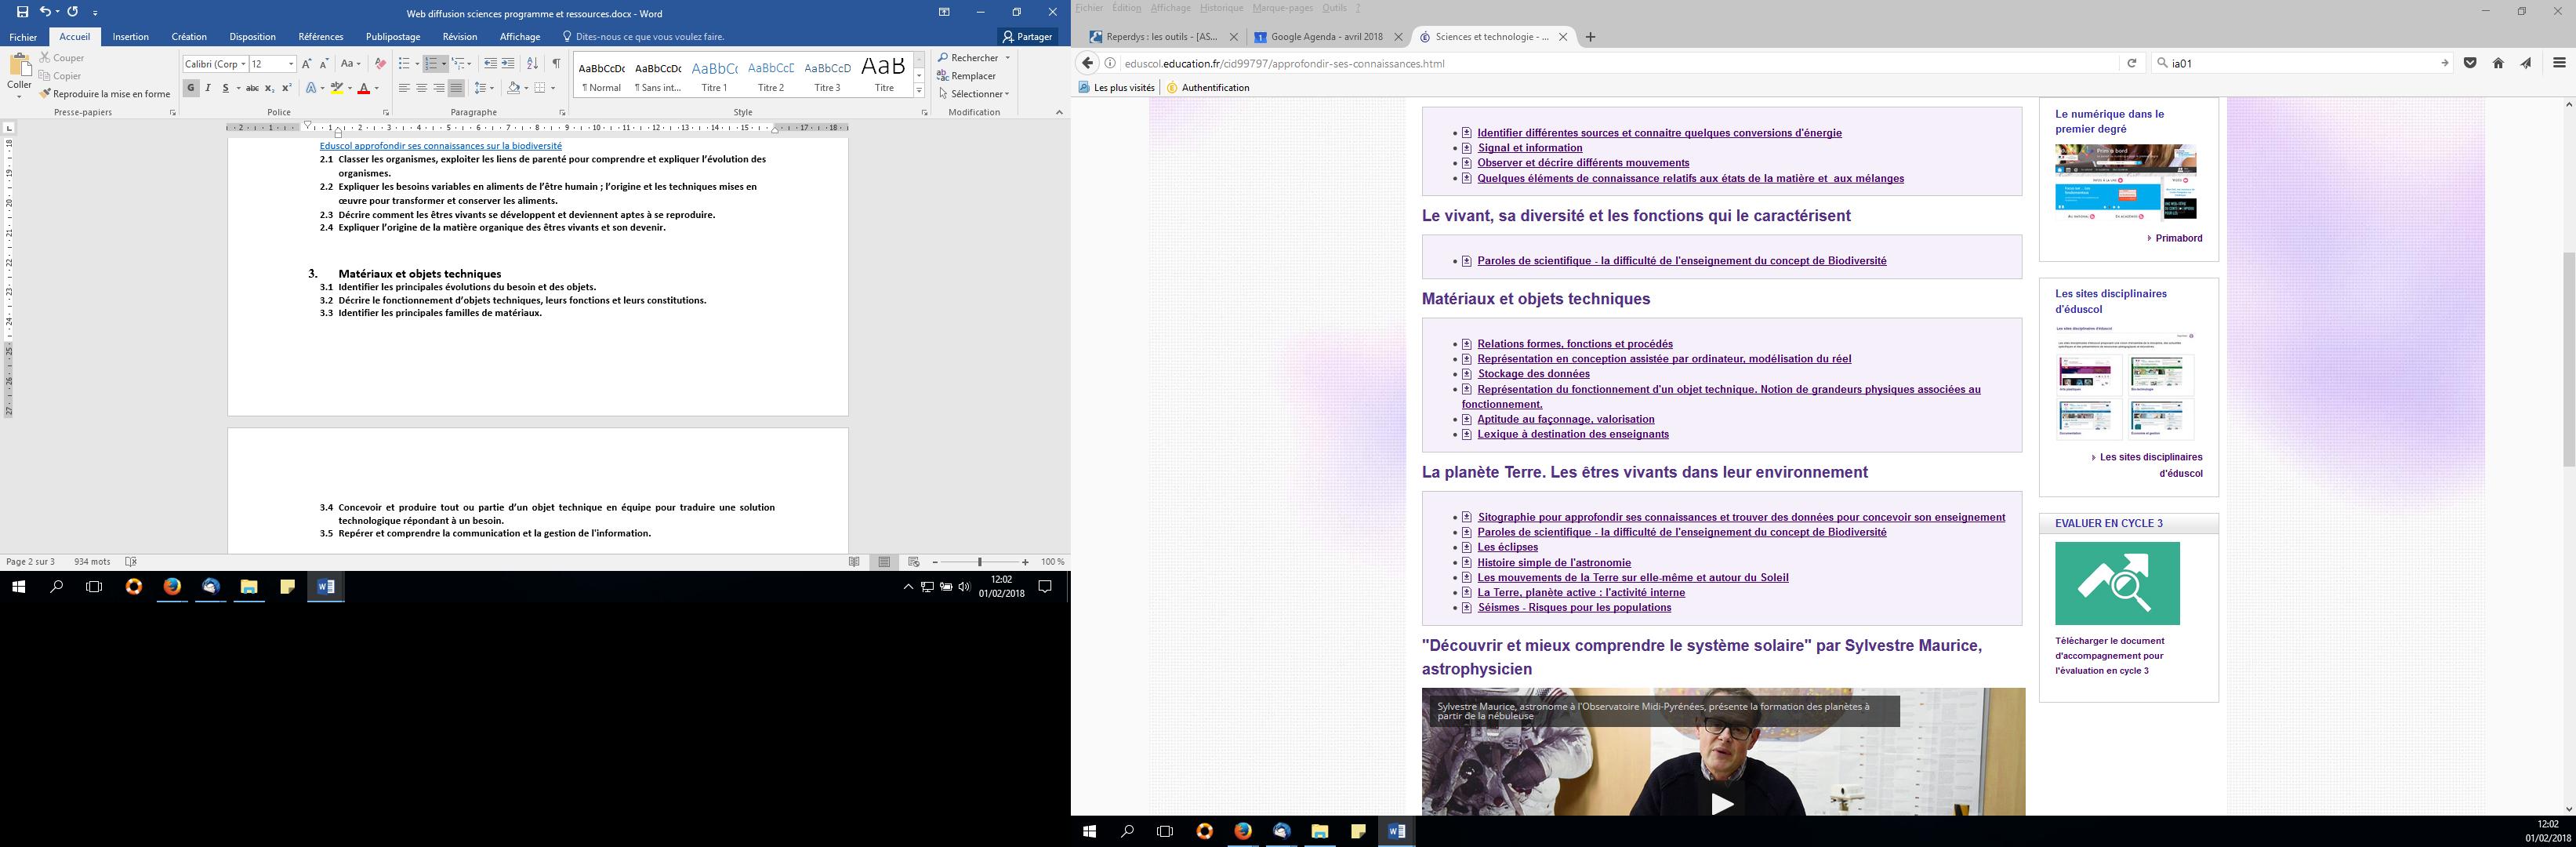 Web diffusion sciences programme et ressources.docx - Word
Fichier Accueil Insertion Création Disposition Références Publipostage Révision Affichage Dites-nous ce que vous voulez faire. Partager
Coller
Couper
Copier
Reproduire la mise en forme
Presse-papiers
Calibri (Corp 12
G I S abc x₂ x²
Police
Paragraphe
AaBbCcDc AaBbCcDc AaBbC( AaBbCcE AaBbCcD AaB
¶ Normal ¶ Sans int... Titre 1 Titre 2 Titre 3 Titre
Style
Rechercher
Remplacer
Sélectionner
Modification
Eduscol approfondir ses connaissances sur la biodiversité
2.1 Classer les organismes, exploiter les liens de parenté pour comprendre et expliquer l’évolution des
organismes.
2.2 Expliquer les besoins variables en aliments de l’être humain ; l’origine et les techniques mises en
œuvre pour transformer et conserver les aliments.
2.3 Décrire comment les êtres vivants se développent et deviennent aptes à se reproduire.
2.4 Expliquer l’origine de la matière organique des êtres vivants et son devenir.
3. Matériaux et objets techniques
3.1 Identifier les principales évolutions du besoin et des objets.
3.2 Décrire le fonctionnement d’objets techniques, leurs fonctions et leurs constitutions.
3.3 Identifier les principales familles de matériaux.
3.4 Concevoir et produire tout ou partie d’un objet technique en équipe pour traduire une solution
technologique répondant à un besoin.
3.5 Repérer et comprendre la communication et la gestion de l’information.
Page 2 sur 3 934 mots 100 %
12:02
01/02/2018
Fichier Édition Affichage Historique Marque-pages Outils ?
Reperdys : les outils - [AS... Google Agenda - avril 2018 Sciences et technologie - ...
eduscol.education.fr/cid99797/approfondir-ses-connaissances.html ia01
Les plus visités Authentification
Identifier différentes sources et connaitre quelques conversions d'énergie
Signal et information
Observer et décrire différents mouvements
Quelques éléments de connaissance relatifs aux états de la matière et aux mélanges
Le vivant, sa diversité et les fonctions qui le caractérisent
Paroles de scientifique - la difficulté de l'enseignement du concept de Biodiversité
Matériaux et objets techniques
Relations formes, fonctions et procédés
Représentation en conception assistée par ordinateur, modélisation du réel
Stockage des données
Représentation du fonctionnement d'un objet technique. Notion de grandeurs physiques associées au
fonctionnement.
Aptitude au façonnage, valorisation
Lexique à destination des enseignants
La planète Terre. Les êtres vivants dans leur environnement
Sitographie pour approfondir ses connaissances et trouver des données pour concevoir son enseignement
Paroles de scientifique - la difficulté de l'enseignement du concept de Biodiversité
Les éclipses
Histoire simple de l'astronomie
Les mouvements de la Terre sur elle-même et autour du Soleil
La Terre, planète active : l'activité interne
Séismes - Risques pour les populations
"Découvrir et mieux comprendre le système solaire" par Sylvestre Maurice,
astrophysicien
Sylvestre Maurice, astronome à l'Observatoire Midi-Pyrénées, présente la formation des planètes à
partir de la nébuleuse
Le numérique dans le
premier degré
Primabord
Les sites disciplinaires
d'éduscol
Les sites disciplinaires
d'éduscol
EVALUER EN CYCLE 3
Télécharger le document
d'accompagnement pour
l'évaluation en cycle 3
12:02
01/02/2018